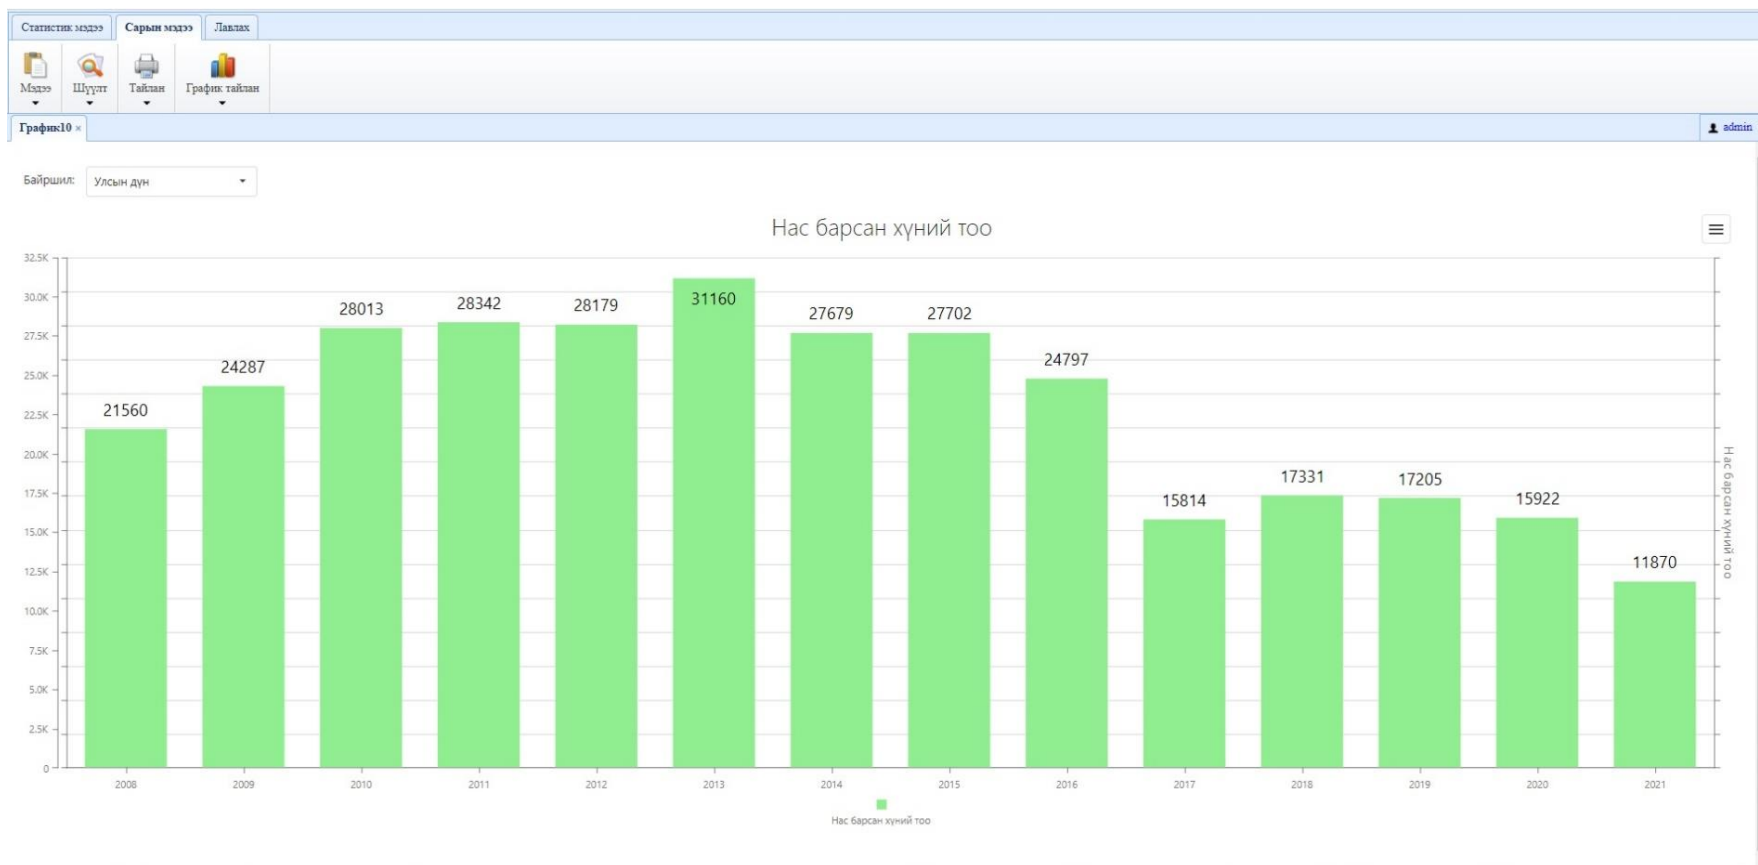 Статистик мэдээ Сарын мэдээ Лавлах
Мэдээ Шүүлт Тайлан График тайлан
График10 × admin
Байршил: Улсын дүн
Нас барсан хүний тоо
32.5K
30.0K
27.5K
25.0K
22.5K
20.0K
17.5K
15.0K
12.5K
10.0K
7.5K
5.0K
2.5K
0
21560 24287 28013 28342 28179 31160 27679 27702 24797 15814 17331 17205 15922 11870
Нас барсан хүний тоо
2008 2009 2010 2011 2012 2013 2014 2015 2016 2017 2018 2019 2020 2021
Нас барсан хүний тоо